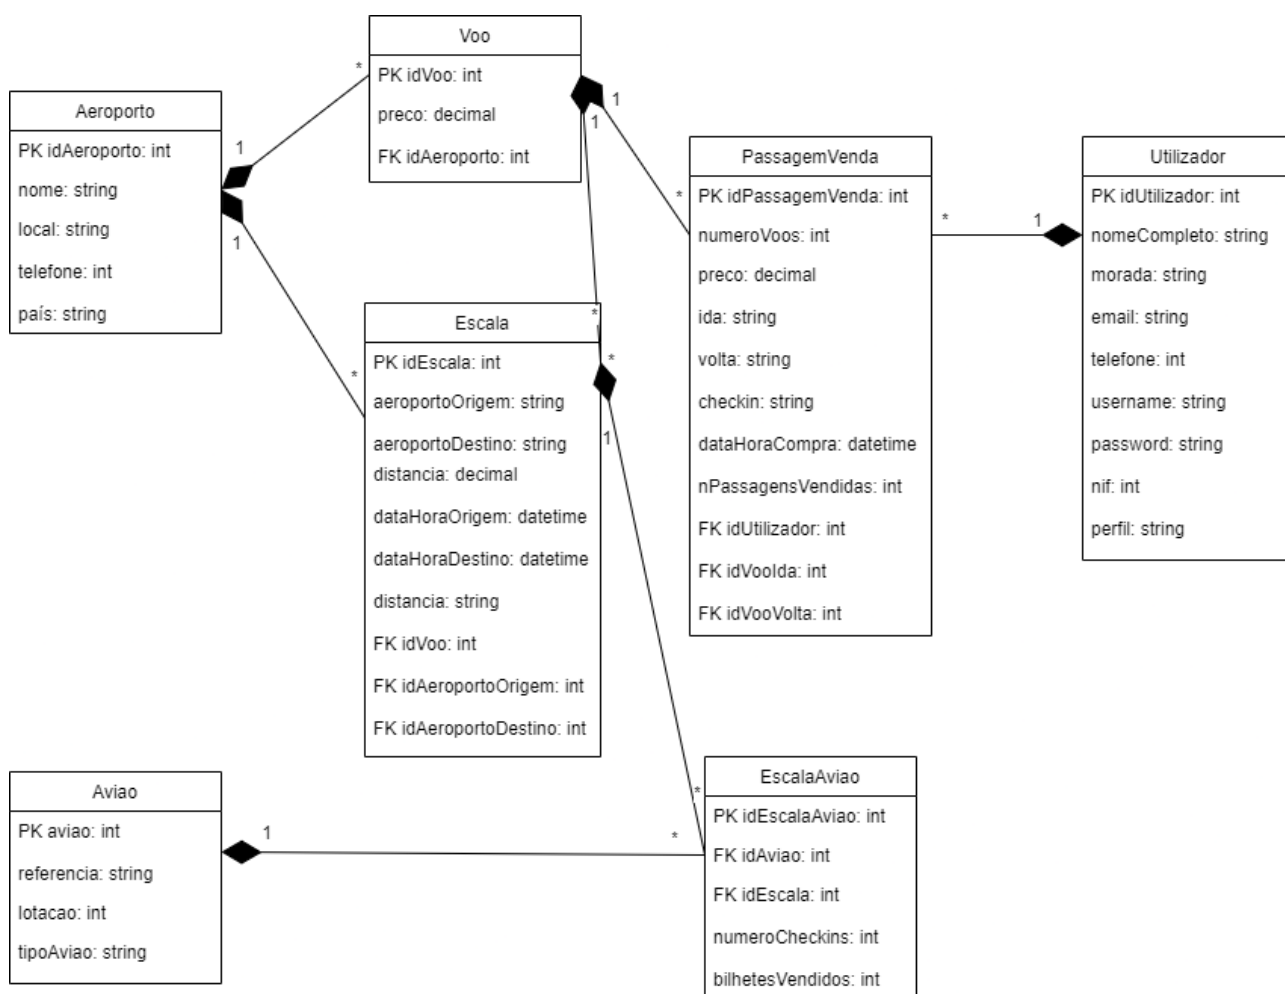 Voo
PK idVoo: int
preco: decimal
FK idAeroporto: int
Aeroporto
PK idAeroporto: int
nome: string
local: string
telefone: int
país: string
1
*
1
*
1
*
1
*
*
1
*
PassagemVenda
PK idPassagemVenda: int
numeroVoos: int
preco: decimal
ida: string
volta: string
checkin: string
dataHoraCompra: datetime
nPassagensVendidas: int
FK idUtilizador: int
FK idVooIda: int
FK idVooVolta: int
*
1
Utilizador
PK idUtilizador: int
nomeCompleto: string
morada: string
email: string
telefone: int
username: string
password: string
nif: int
perfil: string
Escala
PK idEscala: int
aeroportoOrigem: string
aeroportoDestino: string
distancia: decimal
dataHoraOrigem: datetime
dataHoraDestino: datetime
distancia: string
FK idVoo: int
FK idAeroportoOrigem: int
FK idAeroportoDestino: int
Aviao
PK aviao: int
referencia: string
lotacao: int
tipoAviao: string
1
*
EscalaAviao
PK idEscalaAviao: int
FK idAviao: int
FK idEscala: int
numeroCheckins: int
bilhetesVendidos: int